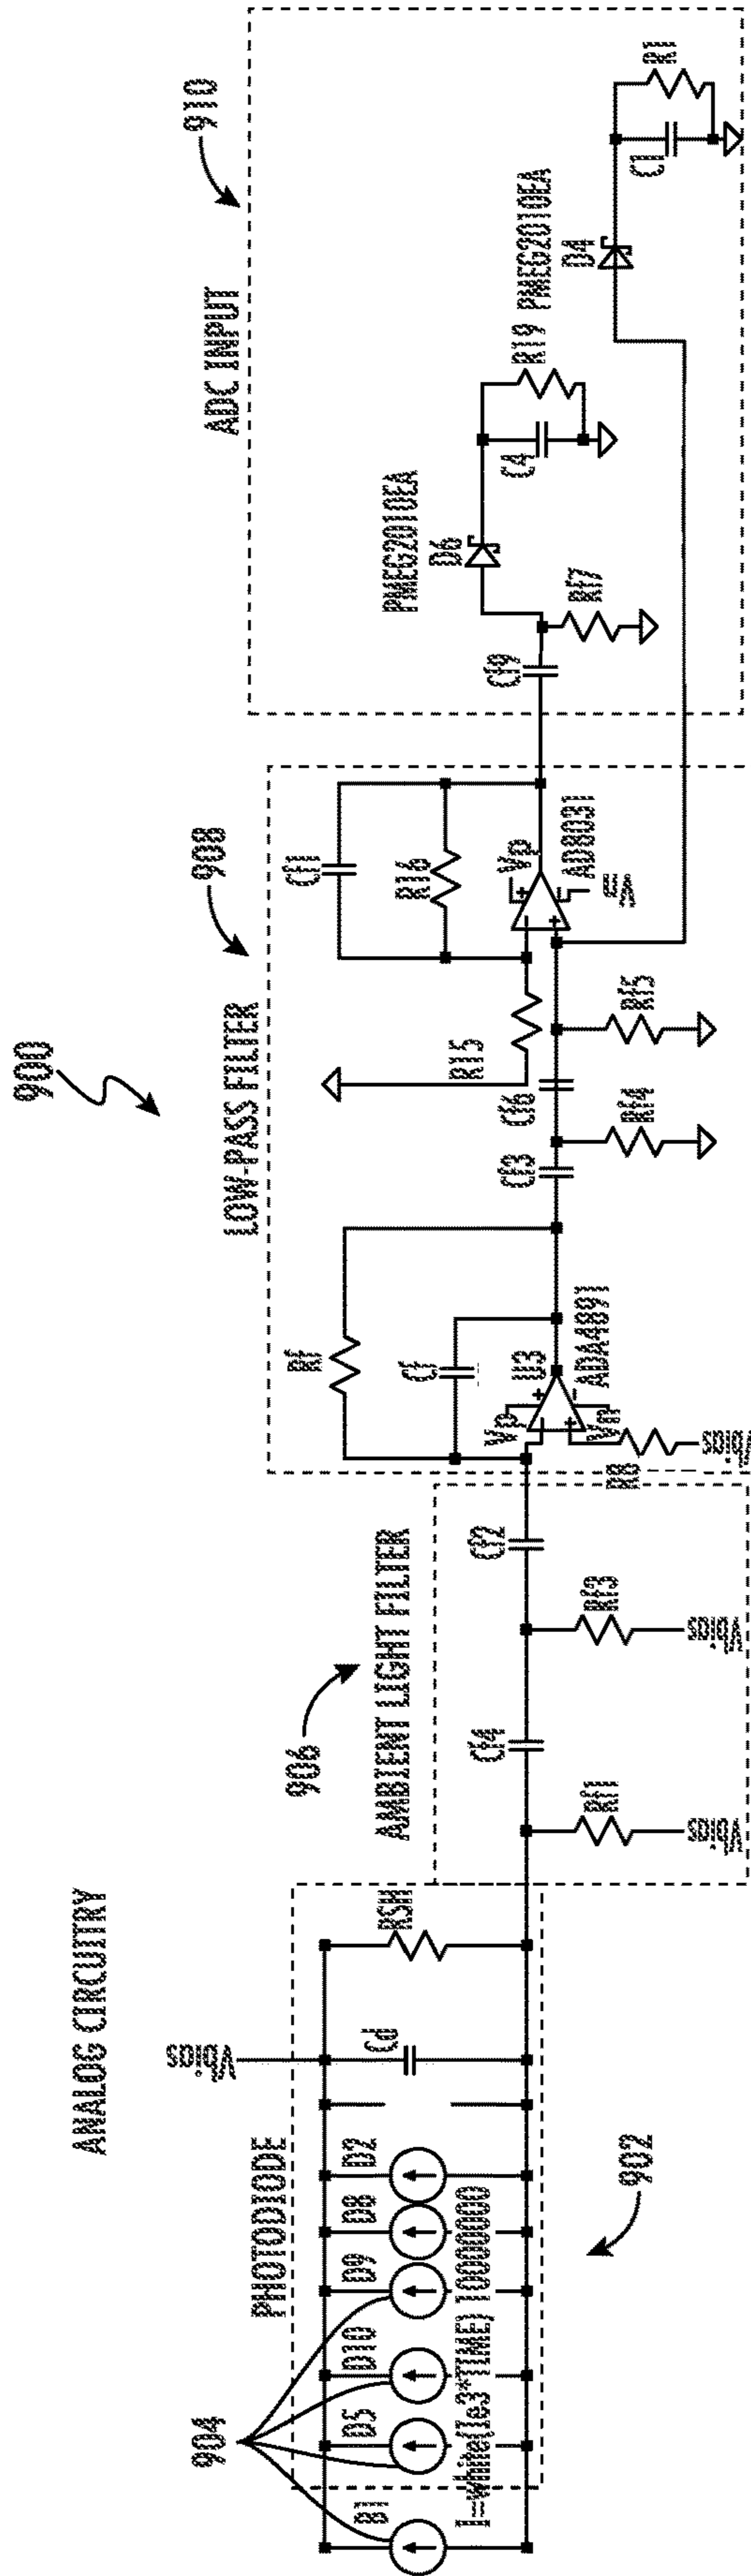 900
ANALOG CIRCUITRY
PHOTODIODE
904
B1
D5
D10
D9
D8
D2
I=white(1e3*TIME) 10000000
902
Vbias
Cd
RSH
906
AMBIENT LIGHT FILTER
Rf1
Vbias
Cf4
Rf3
Vbias
Cf2
LOW-PASS FILTER
908
Rf
Cf
Vp
U3
Vn
ADA4891
R8
Vbias
Cf3
Rf4
Cf6
Rf5
R15
R16
Cf1
Vp
AD8031
ADC INPUT
910
Cf9
Rf7
PMEG2010EA
D6
C4
R19
PMEG2010EA
D4
C1
R1